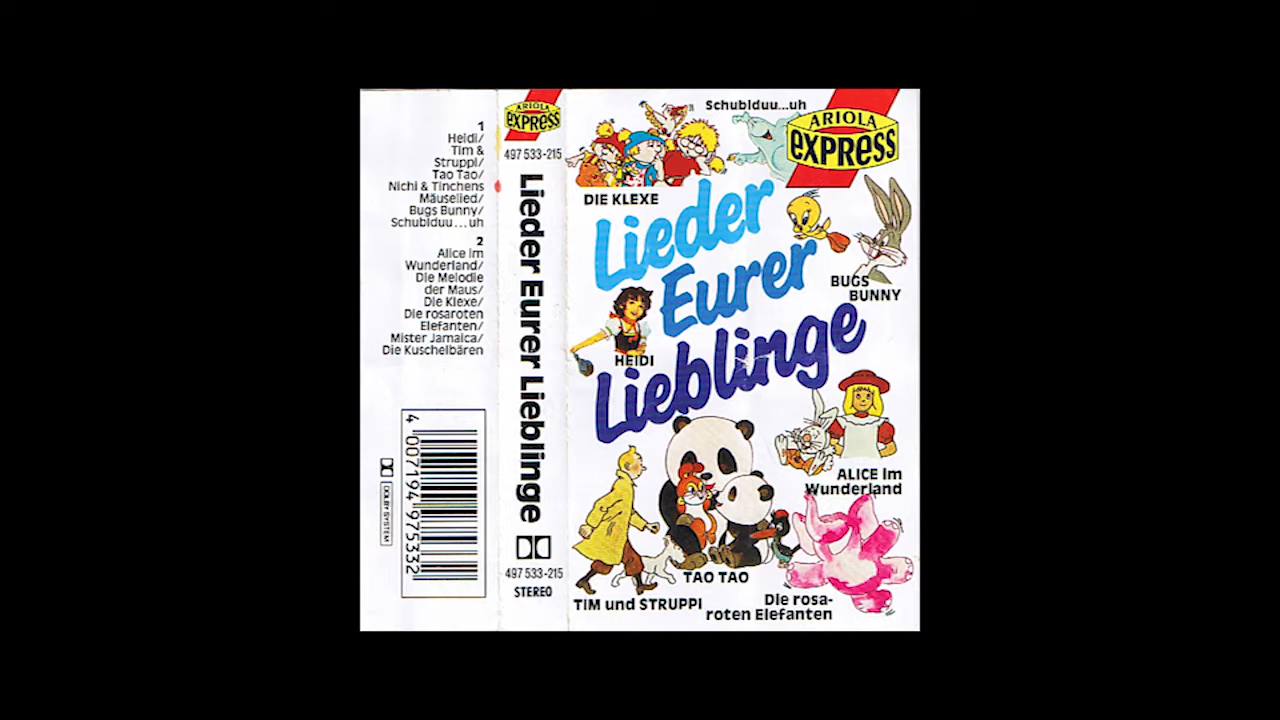 1
Heidi/
Tim &
Struppi/
Tao Tao/
Nichi & Tinchens
Mäuselied/
Bugs Bunny/
Schubiduu...uh
2
Alice im
Wunderland/
Die Melodie
der Maus/
Die Klexe/
Die rosaroten
Elefanten/
Mister Jamaica/
Die Kuschelbären
DOLBY SYSTEM
4 007194 975332
ARIOLA
EXPRESS
497 533-215
Lieder Eurer Lieblinge
497 533-215
STEREO
Schubiduu...uh
ARIOLA
EXPRESS
DIE KLEXE
Lieder
Eurer
Lieblinge
BUGS
BUNNY
HEIDI
ALICE im
Wunderland
TAO TAO
TIM und STRUPPI
Die rosa-
roten Elefanten